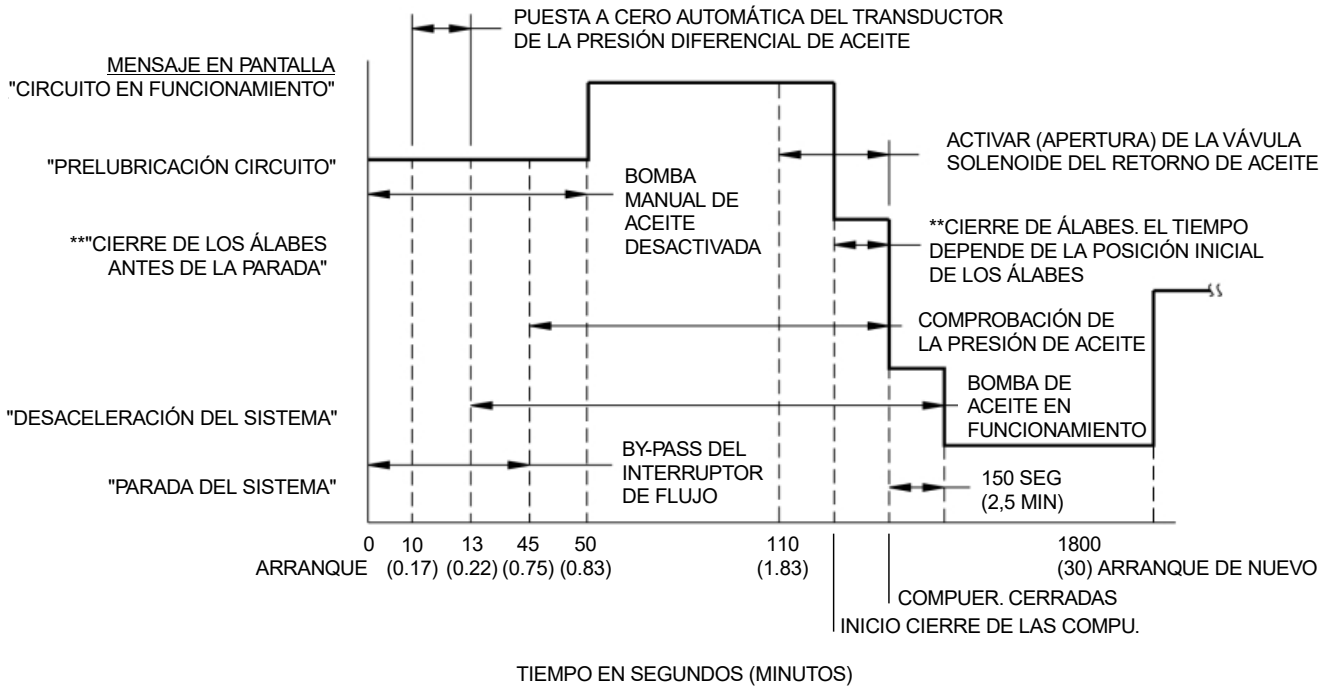 PUESTA A CERO AUTOMÁTICA DEL TRANSDUCTOR
DE LA PRESIÓN DIFERENCIAL DE ACEITE
MENSAJE EN PANTALLA
"CIRCUITO EN FUNCIONAMIENTO"
ACTIVAR (APERTURA) DE LA VÁVULA
SOLENOIDE DEL RETORNO DE ACEITE
"PRELUBRICACIÓN CIRCUITO"
BOMBA
MANUAL DE
ACEITE
DESACTIVADA
**"CIERRE DE LOS ÁLABES
ANTES DE LA PARADA"
**CIERRE DE ÁLABES. EL TIEMPO
DEPENDE DE LA POSICIÓN INICIAL
DE LOS ÁLABES
COMPROBACIÓN DE
LA PRESIÓN DE ACEITE
"DESACELERACIÓN DEL SISTEMA"
BOMBA DE
ACEITE EN
FUNCIONAMIENTO
BY-PASS DEL
INTERRUPTOR
DE FLUJO
"PARADA DEL SISTEMA"
150 SEG
(2,5 MIN)
0 10 13 45 50 110 1800
ARRANQUE (0.17) (0.22) (0.75) (0.83) (1.83) (30) ARRANQUE DE NUEVO
COMPUER. CERRADAS
INICIO CIERRE DE LAS COMPU.
TIEMPO EN SEGUNDOS (MINUTOS)